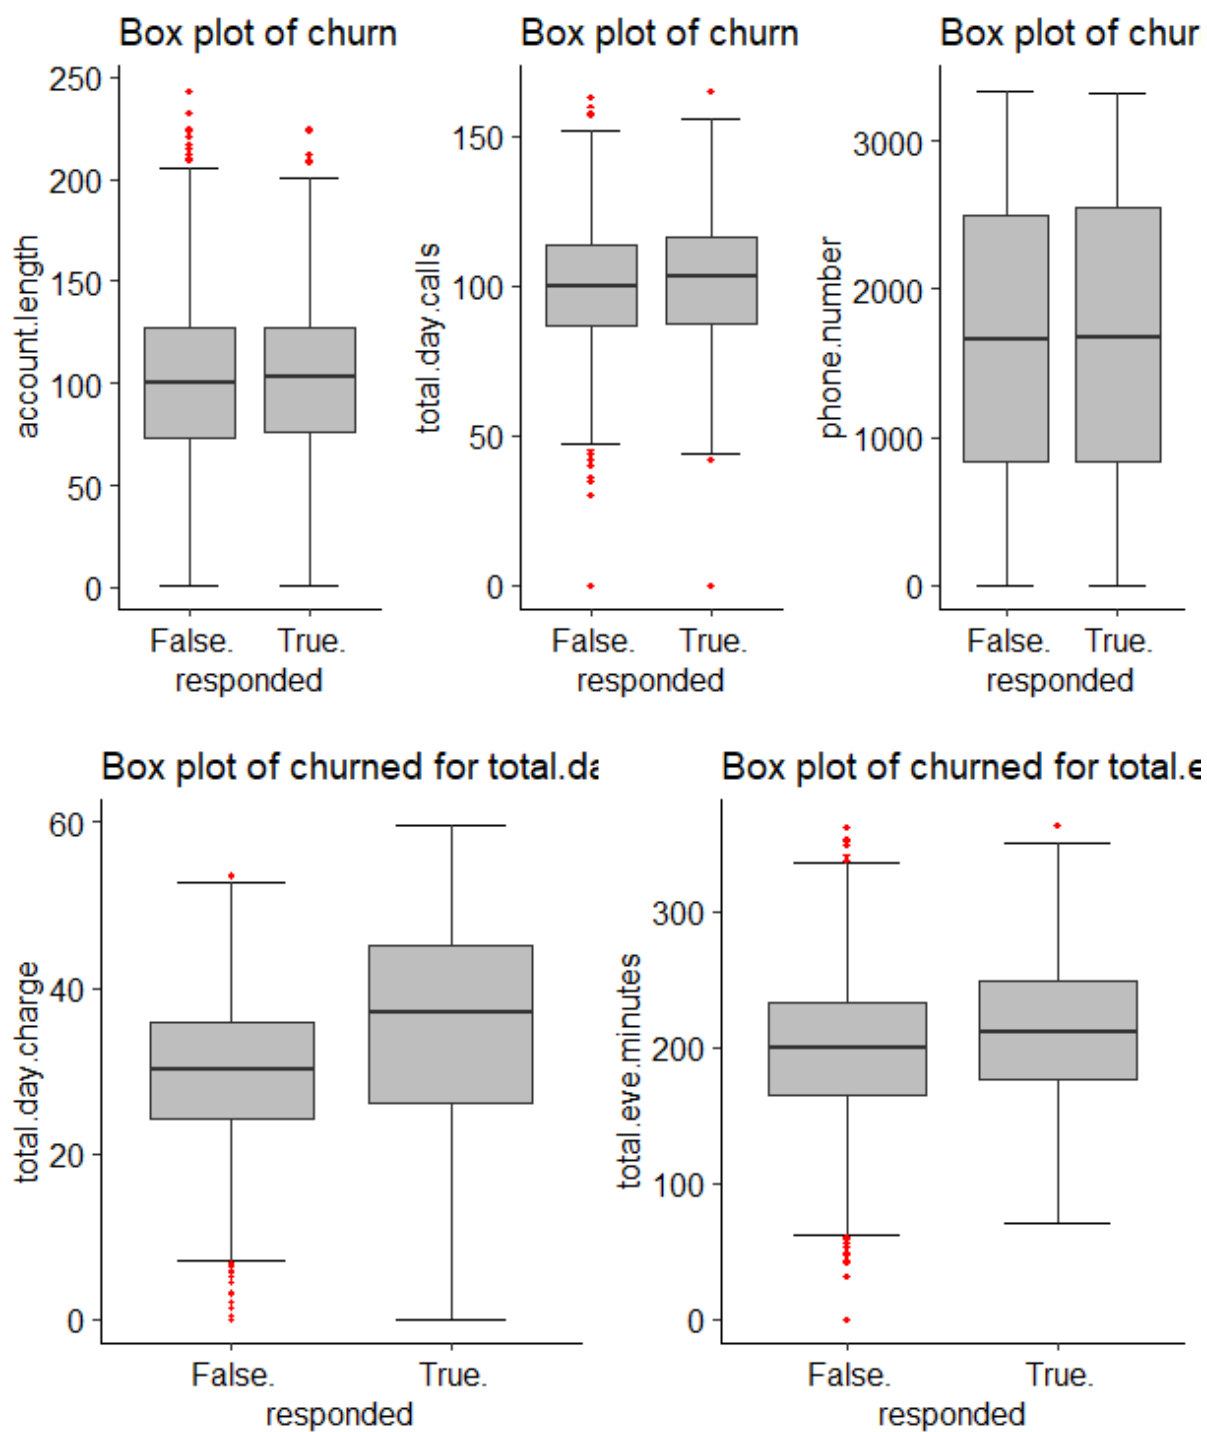 Box plot of churn
250
200
150
100
50
0
account.length
False.
True.
responded
Box plot of churn
150
100
50
0
total.day.calls
False.
True.
responded
Box plot of chur
3000
2000
1000
0
phone.number
False.
True.
responded
Box plot of churned for total.da
60
40
20
0
total.day.charge
False.
True.
responded
Box plot of churned for total.e
300
200
100
0
total.eve.minutes
False.
True.
responded